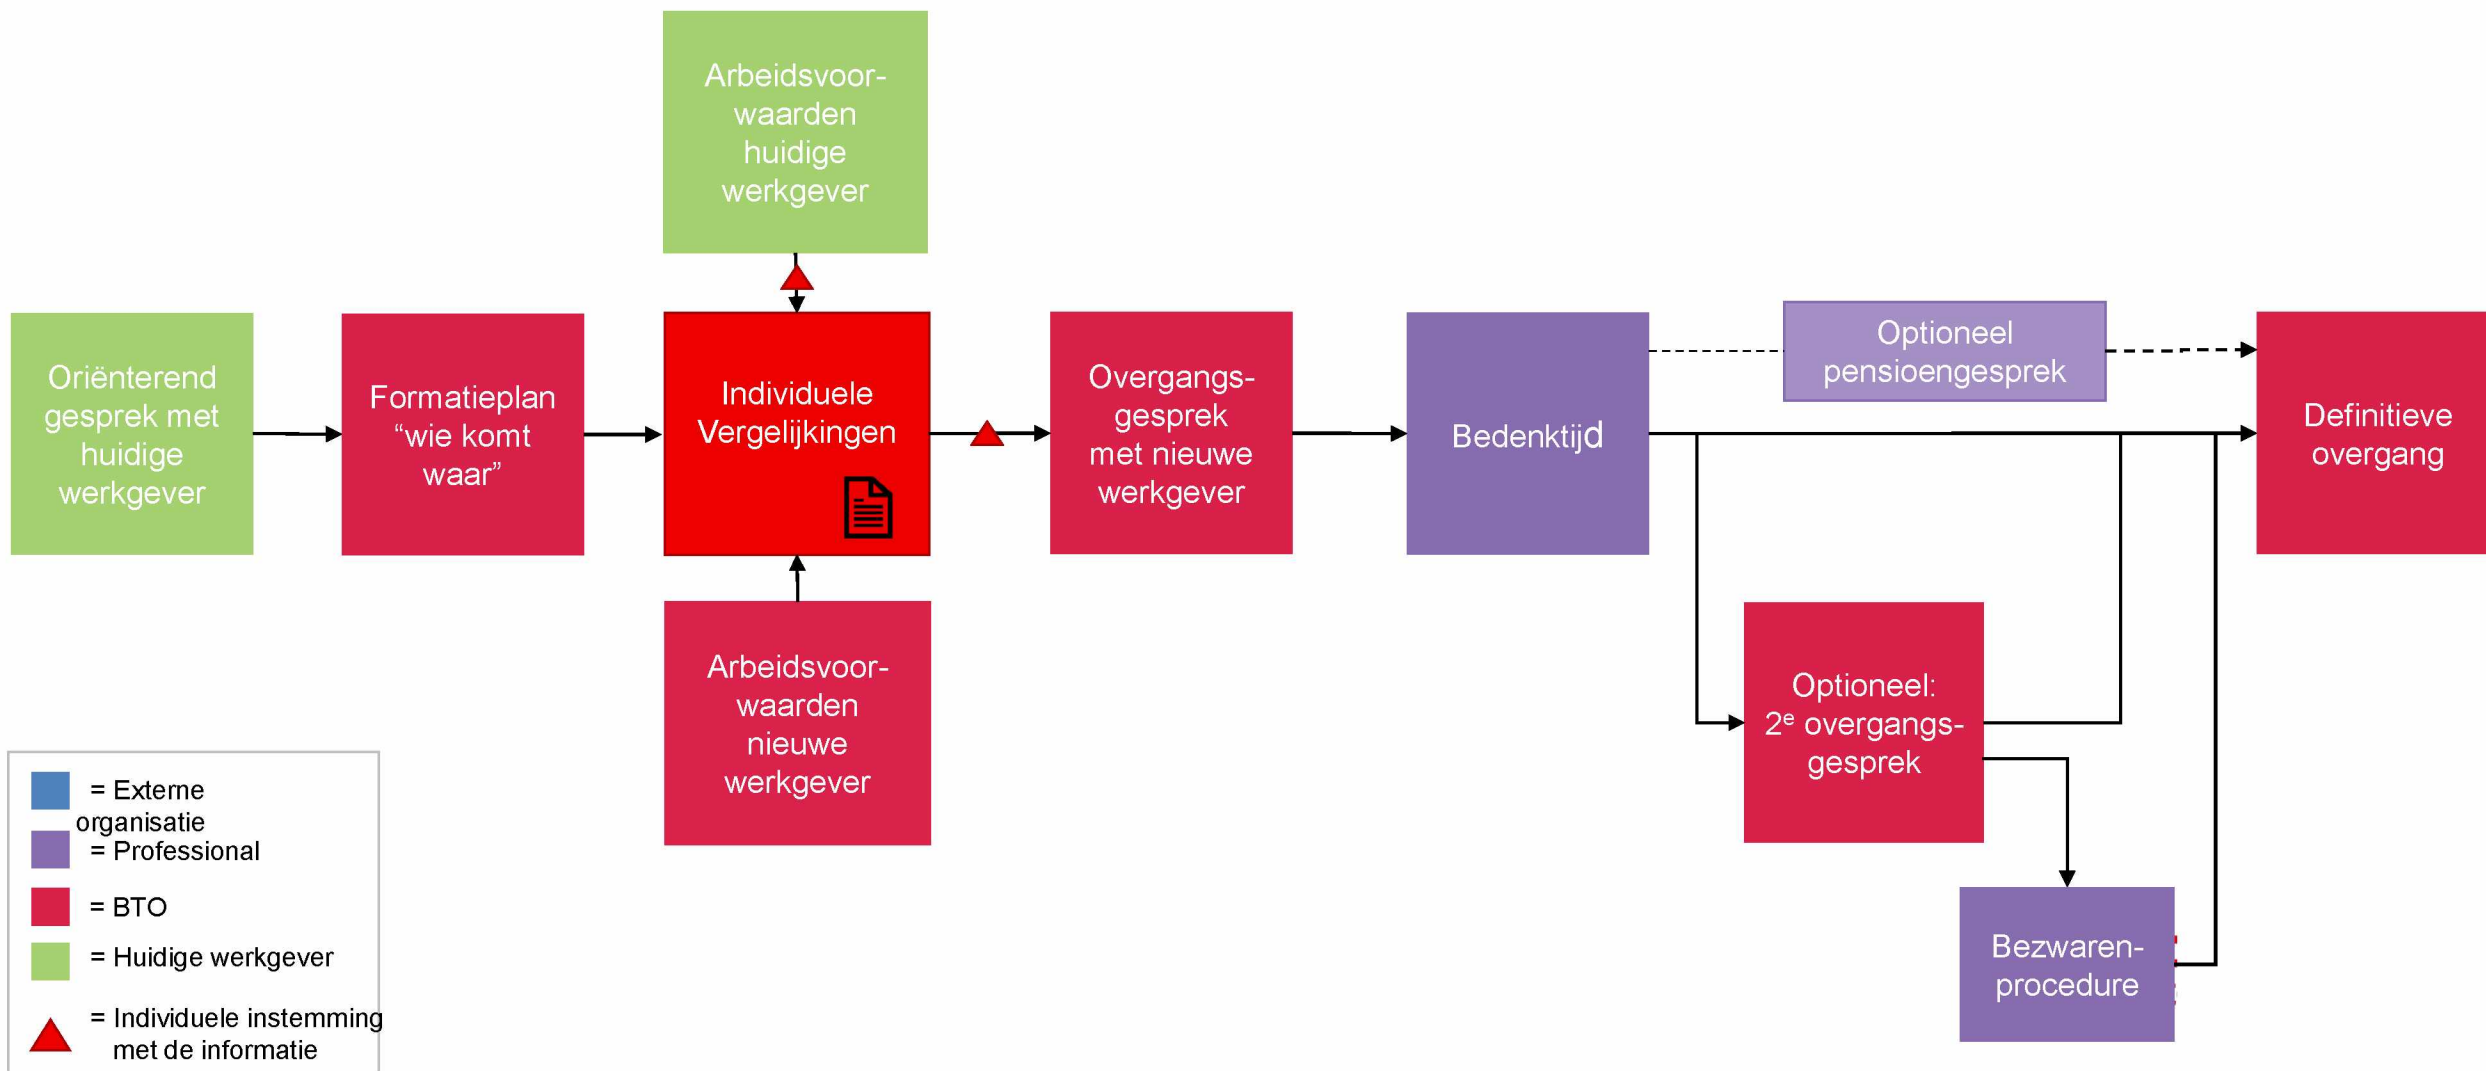 Arbeidsvoor-
waarden
huidige
werkgever
Oriënterend
gesprek met
huidige
werkgever
Formatieplan
“wie komt
waar”
Individuele
Vergelijkingen
Overgangs-
gesprek
met nieuwe
werkgever
Bedenktijd
Optioneel
pensioengesprek
Definitieve
overgang
Arbeidsvoor-
waarden
nieuwe
werkgever
Optioneel:
2e overgangs-
gesprek
Bezwaren-
procedure
= Externe
organisatie
= Professional
= BTO
= Huidige werkgever
= Individuele instemming
met de informatie